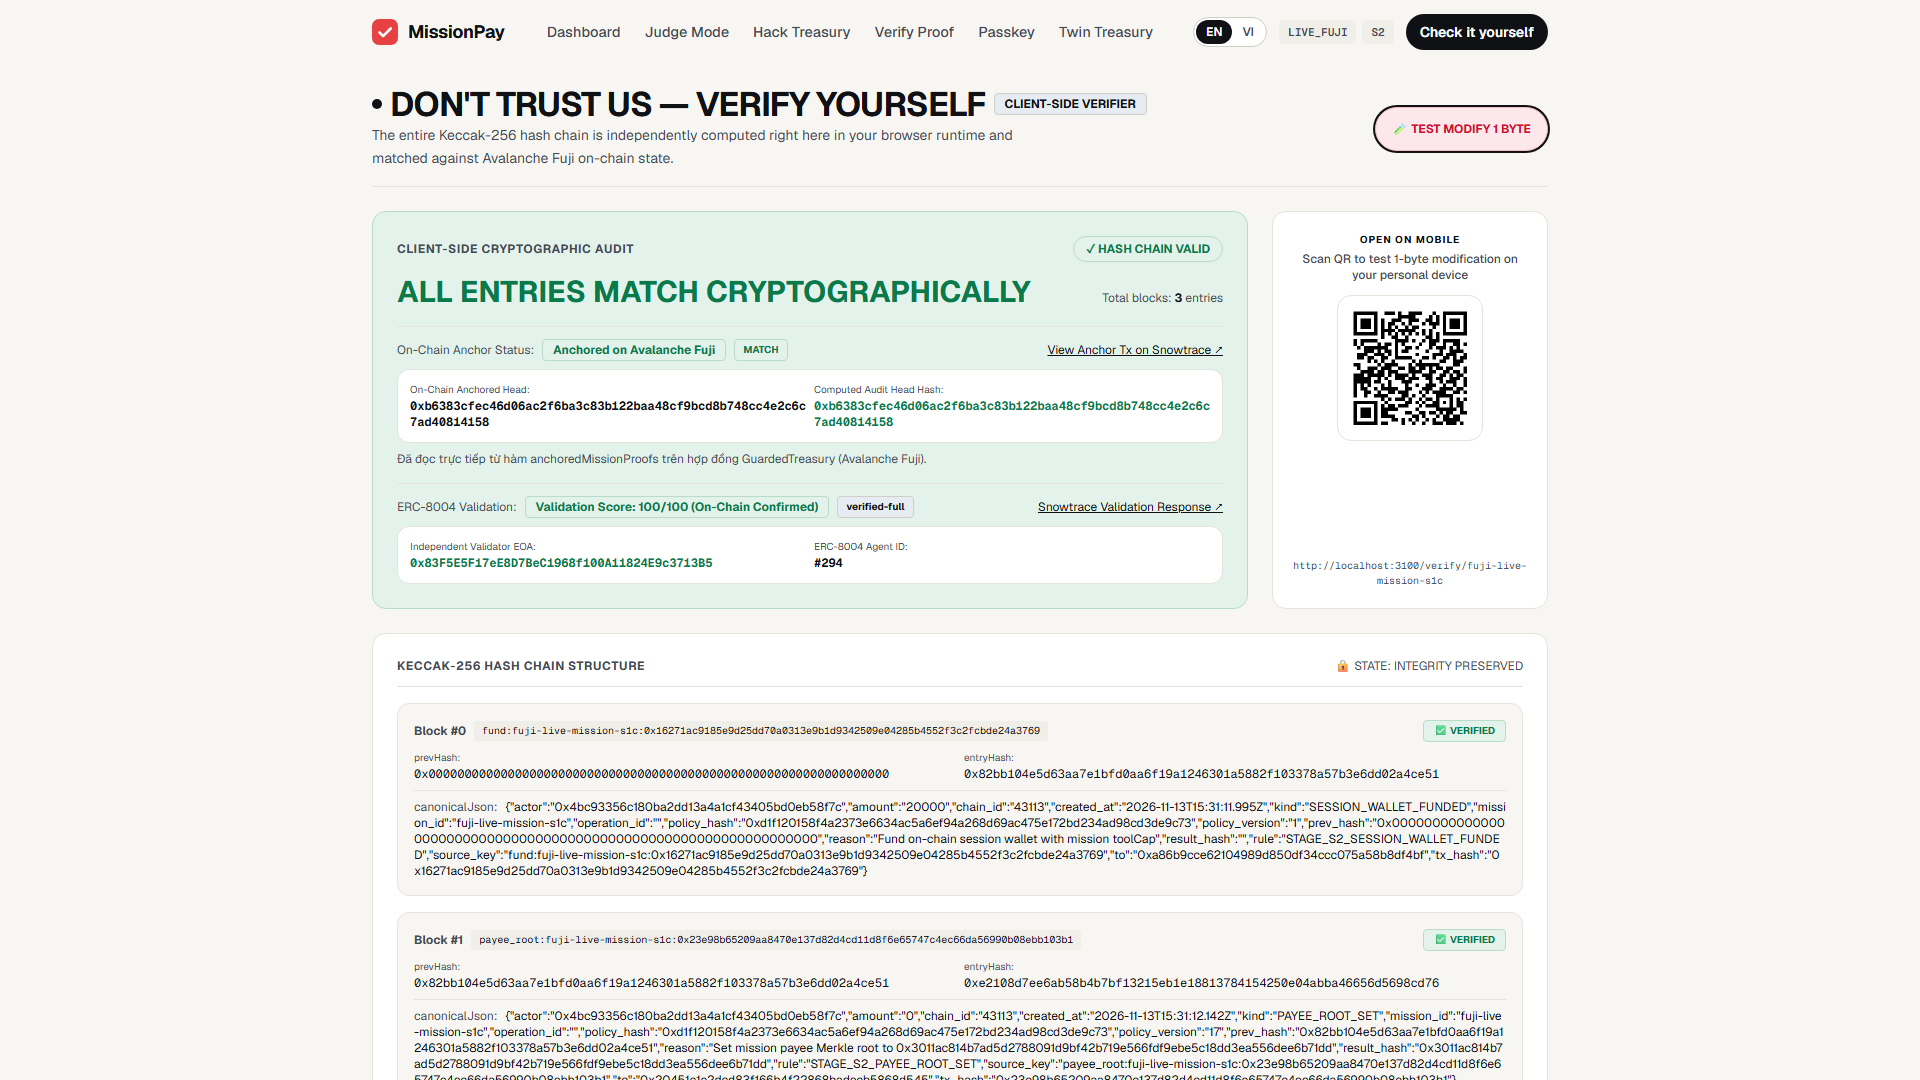 MissionPay
Dashboard
Judge Mode
Hack Treasury
Verify Proof
Passkey
Twin Treasury
EN
VI
LIVE_FUJI
S2
Check it yourself
• DON'T TRUST US — VERIFY YOURSELF
CLIENT-SIDE VERIFIER
The entire Keccak-256 hash chain is independently computed right here in your browser runtime and
matched against Avalanche Fuji on-chain state.
TEST MODIFY 1 BYTE
CLIENT-SIDE CRYPTOGRAPHIC AUDIT
✓ HASH CHAIN VALID
ALL ENTRIES MATCH CRYPTOGRAPHICALLY
Total blocks: 3 entries
On-Chain Anchor Status:
Anchored on Avalanche Fuji
MATCH
View Anchor Tx on Snowtrace ↗
On-Chain Anchored Head:
0xb6383cfec46d06ac2f6ba3c83b122baa48cf9bcd8b748cc4e2c6c
7ad40814158
Computed Audit Head Hash:
0xb6383cfec46d06ac2f6ba3c83b122baa48cf9bcd8b748cc4e2c6c
7ad40814158
Đã đọc trực tiếp từ hàm anchoredMissionProofs trên hợp đồng GuardedTreasury (Avalanche Fuji).
ERC-8004 Validation:
Validation Score: 100/100 (On-Chain Confirmed)
verified-full
Snowtrace Validation Response ↗
Independent Validator EOA:
0x83F5E5F17eE8D7BeC1968f100A11824E9c3713B5
ERC-8004 Agent ID:
#294
OPEN ON MOBILE
Scan QR to test 1-byte modification on
your personal device
http://localhost:3100/verify/fuji-live-
mission-s1c
KECCAK-256 HASH CHAIN STRUCTURE
STATE: INTEGRITY PRESERVED
Block #0
fund:fuji-live-mission-s1c:0x16271ac9185e9d25dd70a0313e9b1d9342509e04285b4552f3c2fcbde24a3769
VERIFIED
prevHash:
0x0000000000000000000000000000000000000000000000000000000000000000
entryHash:
0x82bb104e5d63aa7e1bfd0aa6f19a1246301a5882f103378a57b3e6dd02a4ce51
canonicalJson: {"actor":"0x4bc93356c180ba2dd13a4a1cf43405bd0eb58f7c","amount":"20000","chain_id":"43113","created_at":"2026-11-13T15:31:11.995Z","kind":"SESSION_WALLET_FUNDED","missi
on_id":"fuji-live-mission-s1c","operation_id":"","policy_hash":"0xd1f120158f4a2373e6634ac5a6ef94a268d69ac475e172bd234ad98cd3de9c73","policy_version":"1","prev_hash":"0x0000000000000
000000000000000000000000000000000000000000000000000","reason":"Fund on-chain session wallet with mission toolCap","result_hash":"","rule":"STAGE_S2_SESSION_WALLET_FUNDE
D","source_key":"fund:fuji-live-mission-s1c:0x16271ac9185e9d25dd70a0313e9b1d9342509e04285b4552f3c2fcbde24a3769","to":"0xa86b9cce62104989d850df34ccc075a58b8df4bf","tx_hash":"0
x16271ac9185e9d25dd70a0313e9b1d9342509e04285b4552f3c2fcbde24a3769"}
Block #1
payee_root:fuji-live-mission-s1c:0x23e98b65209aa8470e137d82d4cd11d8f6e65747c4ec66da56990b08ebb103b1
VERIFIED
prevHash:
0x82bb104e5d63aa7e1bfd0aa6f19a1246301a5882f103378a57b3e6dd02a4ce51
entryHash:
0xe2108d7ee6ab58b4b7bf13215eb1e18813784154250e04abba46656d5698cd76
canonicalJson: {"actor":"0x4bc93356c180ba2dd13a4a1cf43405bd0eb58f7c","amount":"0","chain_id":"43113","created_at":"2026-11-13T15:31:12.142Z","kind":"PAYEE_ROOT_SET","mission_id":"fuji-live
-mission-s1c","operation_id":"","policy_hash":"0xd1f120158f4a2373e6634ac5a6ef94a268d69ac475e172bd234ad98cd3de9c73","policy_version":"17","prev_hash":"0x82bb104e5d63aa7e1bfd0aa6f19a1
246301a5882f103378a57b3e6dd02a4ce51","reason":"Set mission payee Merkle root to 0x3011ac814b7ad5d2788091d9bf42b719e566fdf9ebe5c18dd3ea556dee6b71dd","result_hash":"0x3011ac814b7
ad5d2788091d9bf42b719e566fdf9ebe5c18dd3ea556dee6b71dd","rule":"STAGE_S2_PAYEE_ROOT_SET","source_key":"payee_root:fuji-live-mission-s1c:0x23e98b65209aa8470e137d82d4cd11d8f6e6